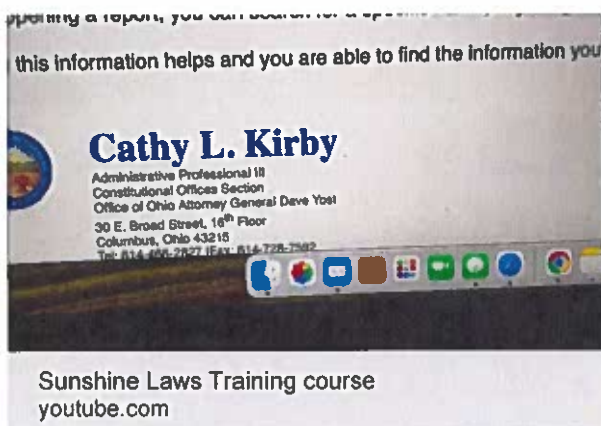 this information helps and you are able to find the information you
Cathy L. Kirby
Administrative Professional III
Constitutional Offices Section
Office of Ohio Attorney General Dave Yost
30 E. Broad Street, 16th Floor
Columbus, Ohio 43215
Sunshine Laws Training course
youtube.com